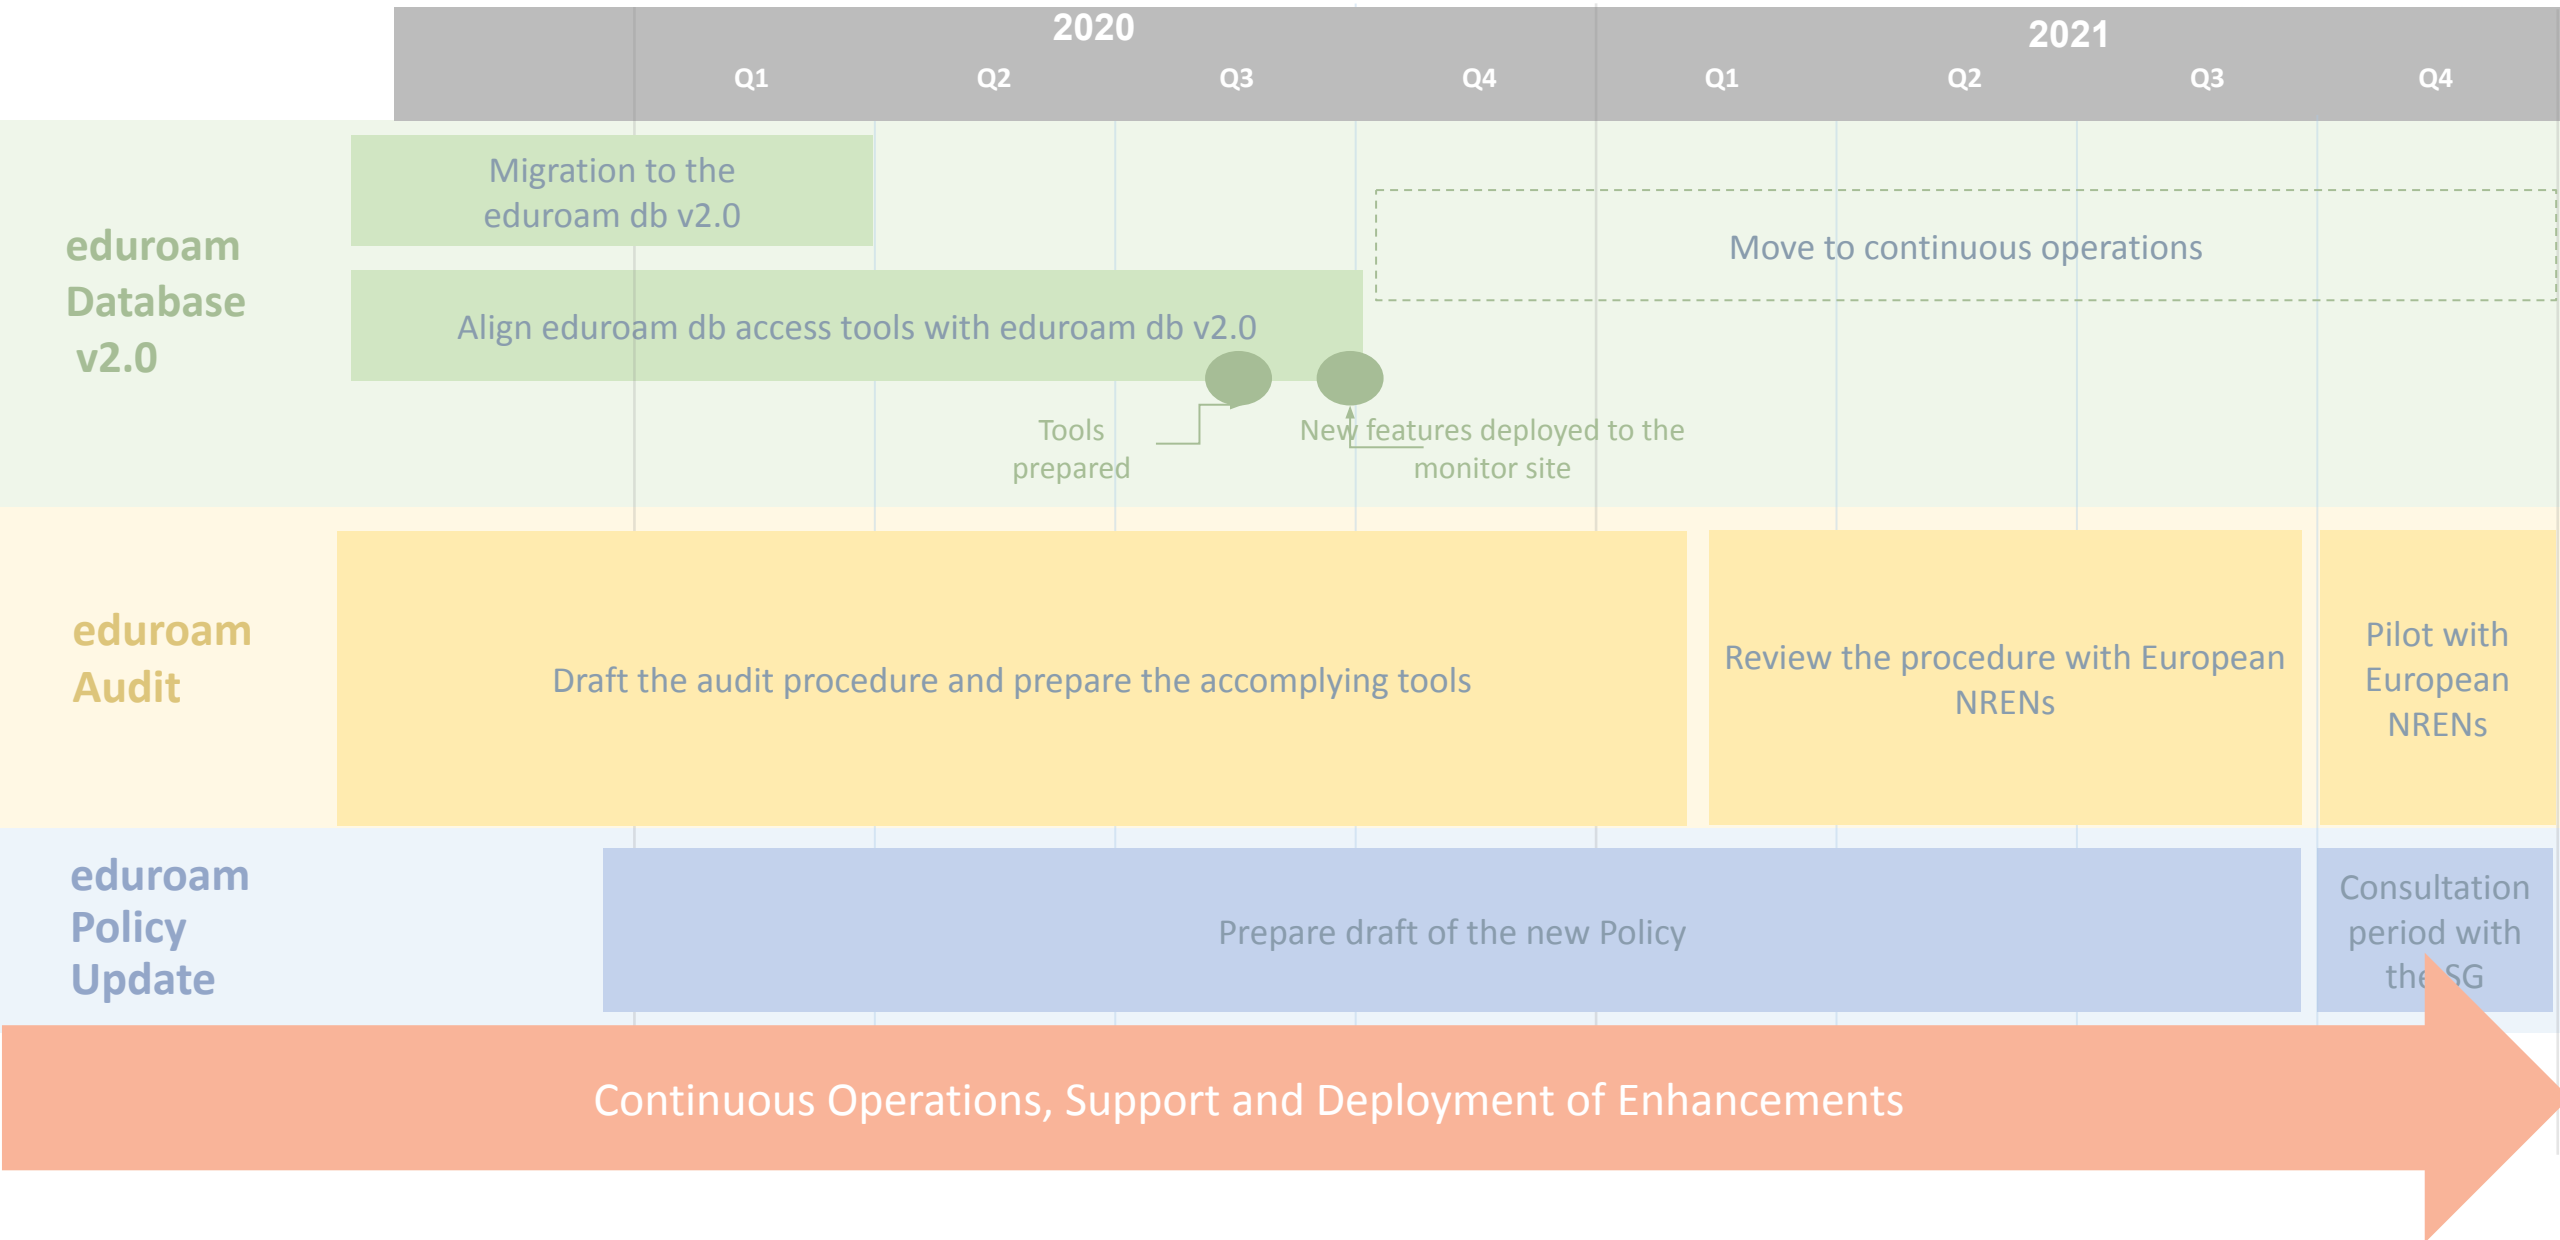 2020
2021
Q1 Q2 Q3 Q4 Q1 Q2 Q3 Q4
eduroam
Database
v2.0
Migration to the
eduroam db v2.0
Move to continuous operations
Align eduroam db access tools with eduroam db v2.0
Tools
prepared
New features deployed to the
monitor site
eduroam
Audit
Draft the audit procedure and prepare the accomplying tools
Review the procedure with European
NRENs
Pilot with
European
NRENs
eduroam
Policy
Update
Prepare draft of the new Policy
Consultation
period with
the SG
Continuous Operations, Support and Deployment of Enhancements